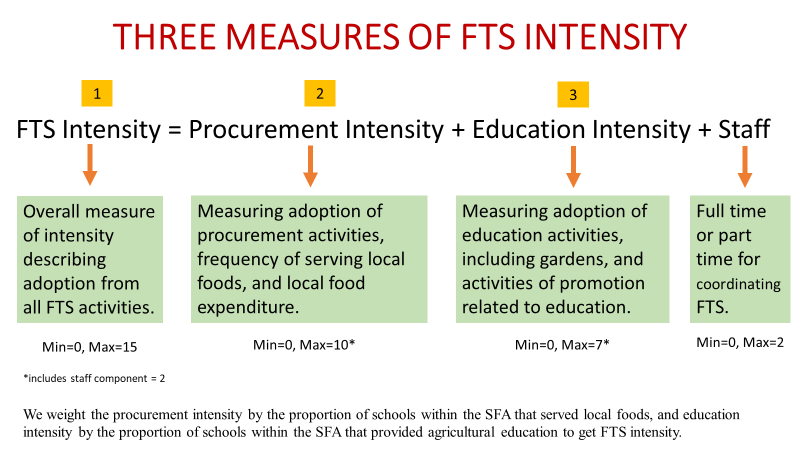 THREE MEASURES OF FTS INTENSITY
1
2
3
FTS Intensity = Procurement Intensity + Education Intensity + Staff
Overall measure
of intensity
describing
adoption from
all FTS activities.
Measuring adoption of
procurement activities,
frequency of serving local
foods, and local food
expenditure.
Measuring adoption of
education activities,
including gardens, and
activities of promotion
related to education.
Full time
or part
time for
coordinating
FTS.
Min=0, Max=15
Min=0, Max=10*
Min=0, Max=7*
Min=0, Max=2
*includes staff component = 2
We weight the procurement intensity by the proportion of schools within the SFA that served local foods, and education
intensity by the proportion of schools within the SFA that provided agricultural education to get FTS intensity.